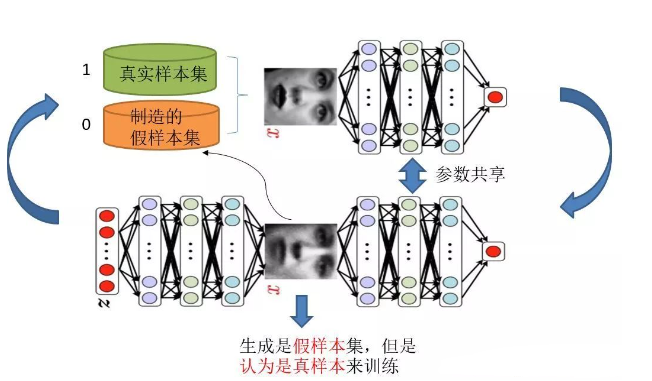 1
真实样本集
0
制造的
假样本集
x
参数共享
z
x
生成是假样本集，但是
认为是真样本来训练